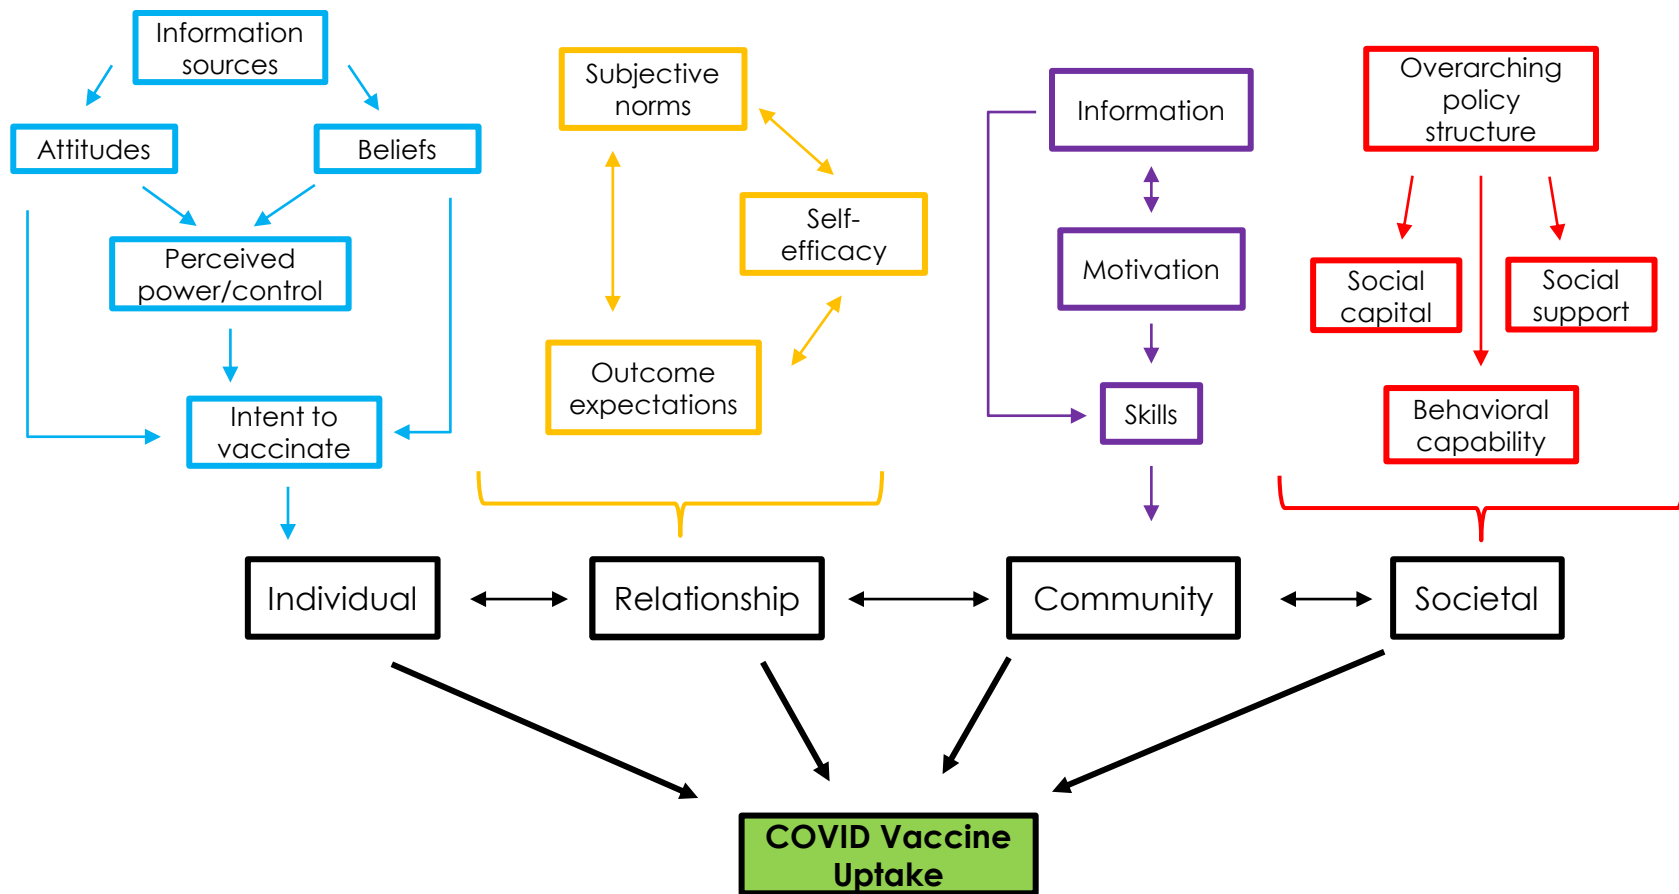 Information
sources
Attitudes
Beliefs
Perceived
power/control
Intent to
vaccinate
Subjective
norms
Self-
efficacy
Outcome
expectations
Information
Motivation
Skills
Overarching
policy
structure
Social
capital
Social
support
Behavioral
capability
Individual
Relationship
Community
Societal
COVID Vaccine
Uptake